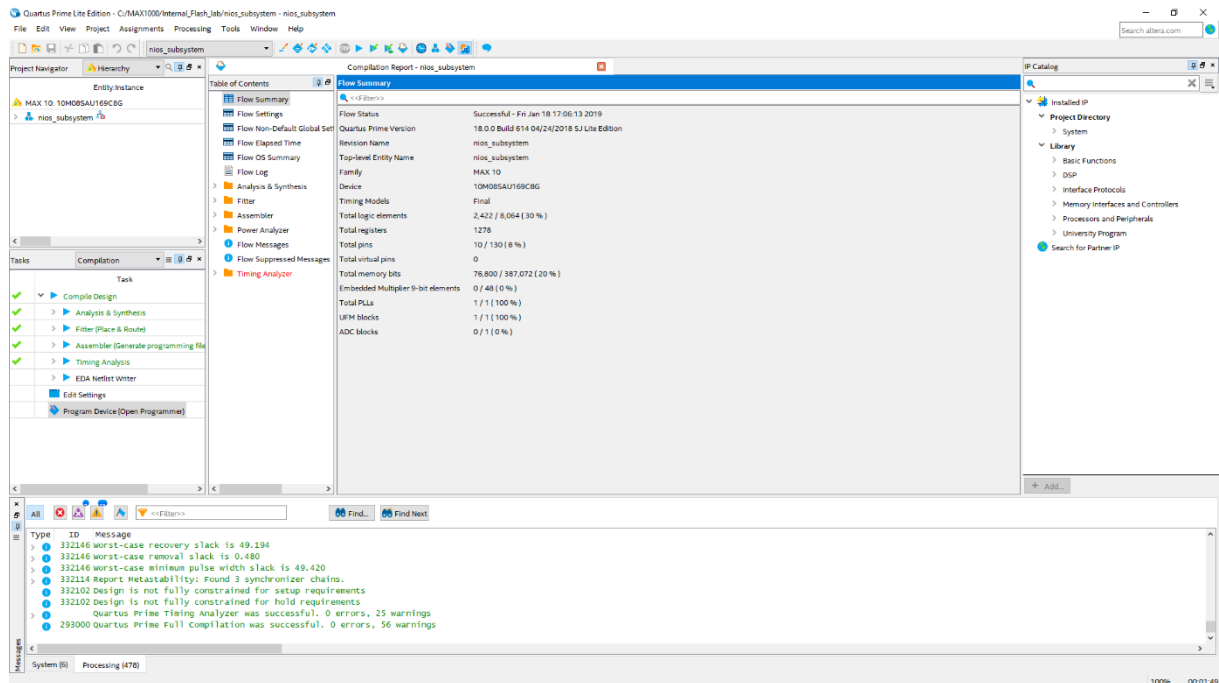 Quartus Prime Lite Edition - C:/MAX1000/Internal_Flash_lab/nios_subsystem - nios_subsystem
File Edit View Project Assignments Processing Tools Window Help
Search altera.com
nios_subsystem
Project Navigator Hierarchy
Entity:Instance
MAX 10: 10M08SAU169C8G
nios_subsystem
Tasks Compilation
Task
Compile Design
Analysis & Synthesis
Fitter (Place & Route)
Assembler (Generate programming file
Timing Analysis
EDA Netlist Writer
Edit Settings
Program Device (Open Programmer)
Compilation Report - nios_subsystem
Table of Contents
Flow Summary
Flow Settings
Flow Non-Default Global Sett
Flow Elapsed Time
Flow OS Summary
Flow Log
Analysis & Synthesis
Fitter
Assembler
Power Analyzer
Flow Messages
Flow Suppressed Messages
Timing Analyzer
Flow Summary
<<Filter>>
Flow Status Successful - Fri Jan 18 17:06:13 2019
Quartus Prime Version 18.0.0 Build 614 04/24/2018 SJ Lite Edition
Revision Name nios_subsystem
Top-level Entity Name nios_subsystem
Family MAX 10
Device 10M08SAU169C8G
Timing Models Final
Total logic elements 2,422 / 8,064 ( 30 % )
Total registers 1278
Total pins 10 / 130 ( 8 % )
Total virtual pins 0
Total memory bits 76,800 / 387,072 ( 20 % )
Embedded Multiplier 9-bit elements 0 / 48 ( 0 % )
Total PLLs 1 / 1 ( 100 % )
UFM blocks 1 / 1 ( 100 % )
ADC blocks 0 / 1 ( 0 % )
IP Catalog
Installed IP
Project Directory
System
Library
Basic Functions
DSP
Interface Protocols
Memory Interfaces and Controllers
Processors and Peripherals
University Program
Search for Partner IP
+ Add...
All <<Filter>> Find... Find Next
Type ID Message
332146 Worst-case recovery slack is 49.194
332146 Worst-case removal slack is 0.480
332146 Worst-case minimum pulse width slack is 49.420
332114 Report Metastability: Found 3 synchronizer chains.
332102 Design is not fully constrained for setup requirements
332102 Design is not fully constrained for hold requirements
Quartus Prime Timing Analyzer was successful. 0 errors, 25 warnings
293000 Quartus Prime Full Compilation was successful. 0 errors, 56 warnings
Messages
System (6) Processing (478)
100% 00:01:49